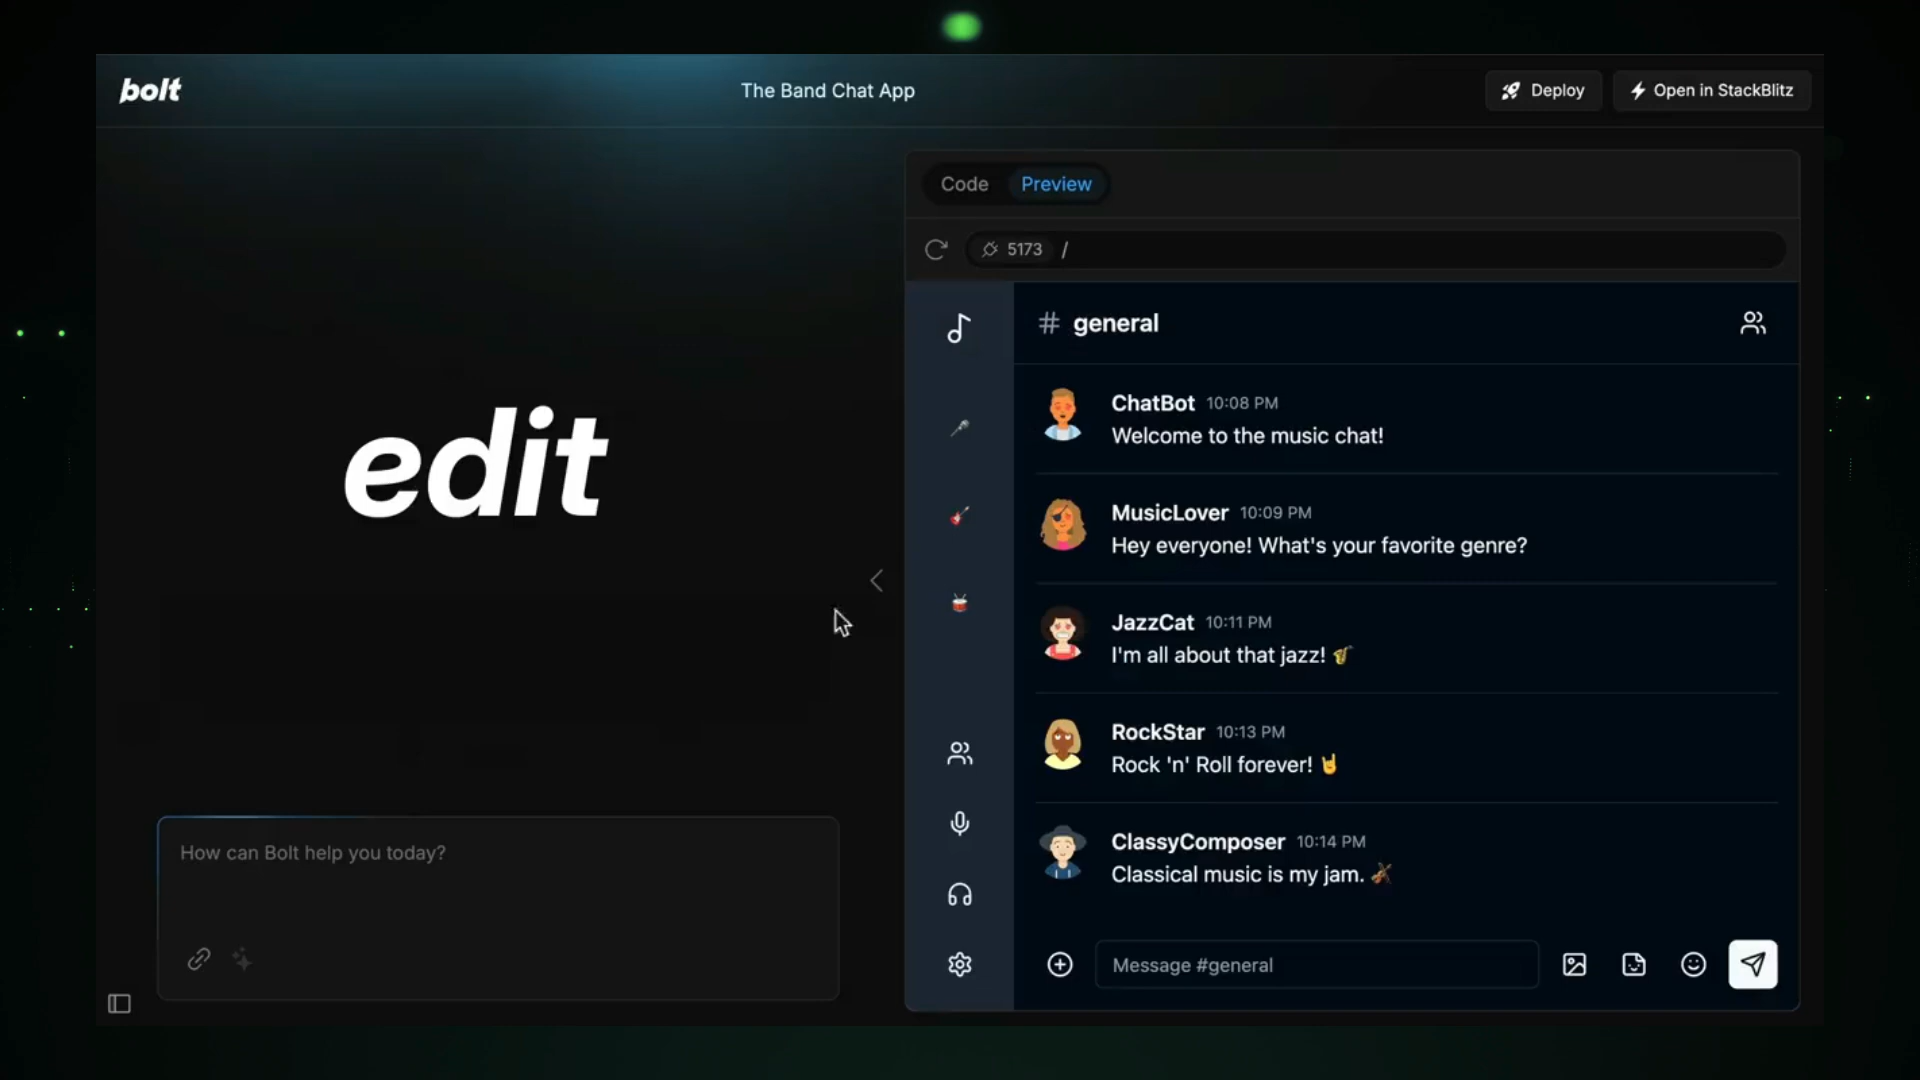 bolt
The Band Chat App
Deploy
Open in StackBlitz
Code
Preview
5173 /
edit
# general
ChatBot 10:08 PM
Welcome to the music chat!
MusicLover 10:09 PM
Hey everyone! What's your favorite genre?
JazzCat 10:11 PM
I'm all about that jazz! 🎷
RockStar 10:13 PM
Rock 'n' Roll forever! 🤘
ClassyComposer 10:14 PM
Classical music is my jam. 🎻
How can Bolt help you today?
Message #general